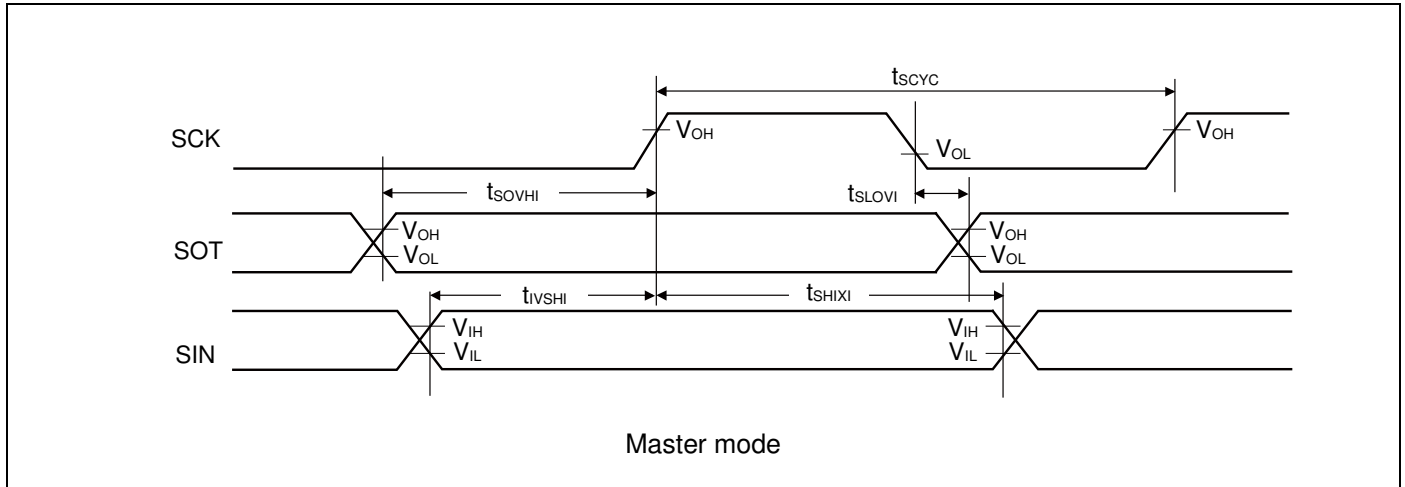 tSCYC
SCK
VOH
VOL
VOH
tSOVHI
tSLOVI
SOT
VOH
VOL
VOH
VOL
tIVSHI
tSHIXI
SIN
VIH
VIL
VIH
VIL
Master mode